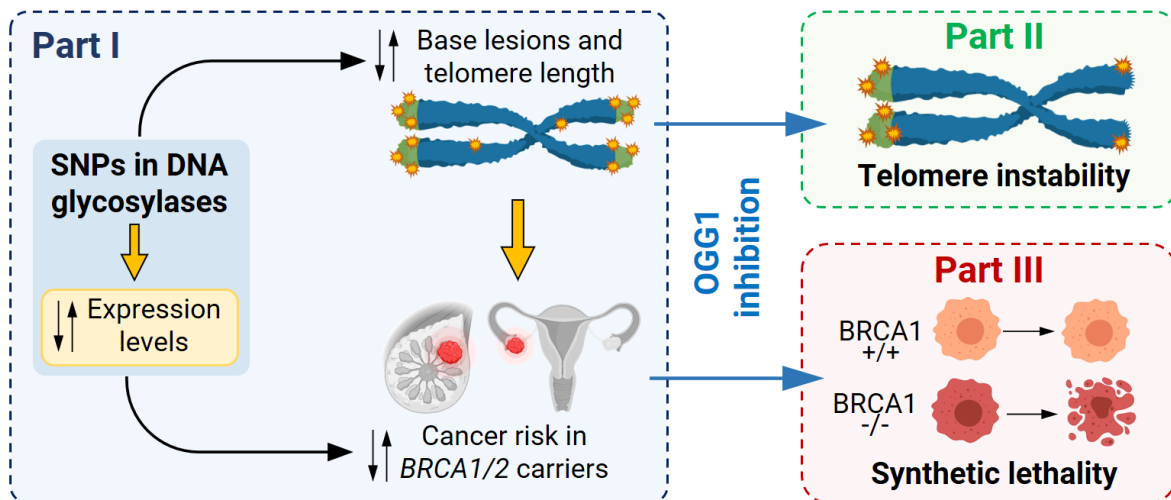 Part I
Base lesions and
telomere length
SNPs in DNA
glycosylases
Expression
levels
Cancer risk in
BRCA1/2 carriers
OGG1
inhibition
Part II
Telomere instability
Part III
BRCA1
+/+
BRCA1
-/-
Synthetic lethality